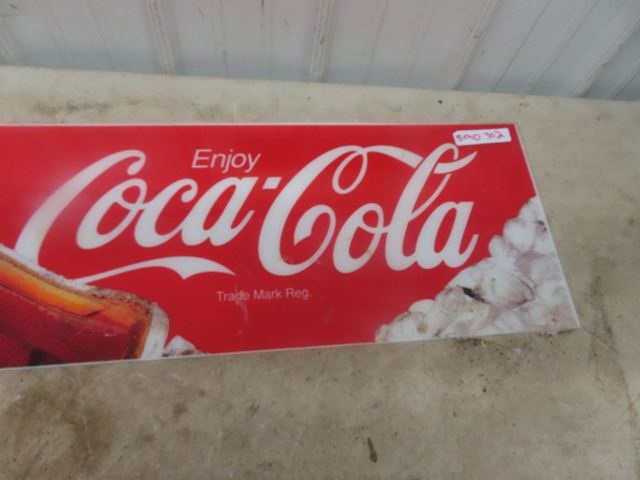 Enjoy
Coca-Cola
Trade Mark Reg.